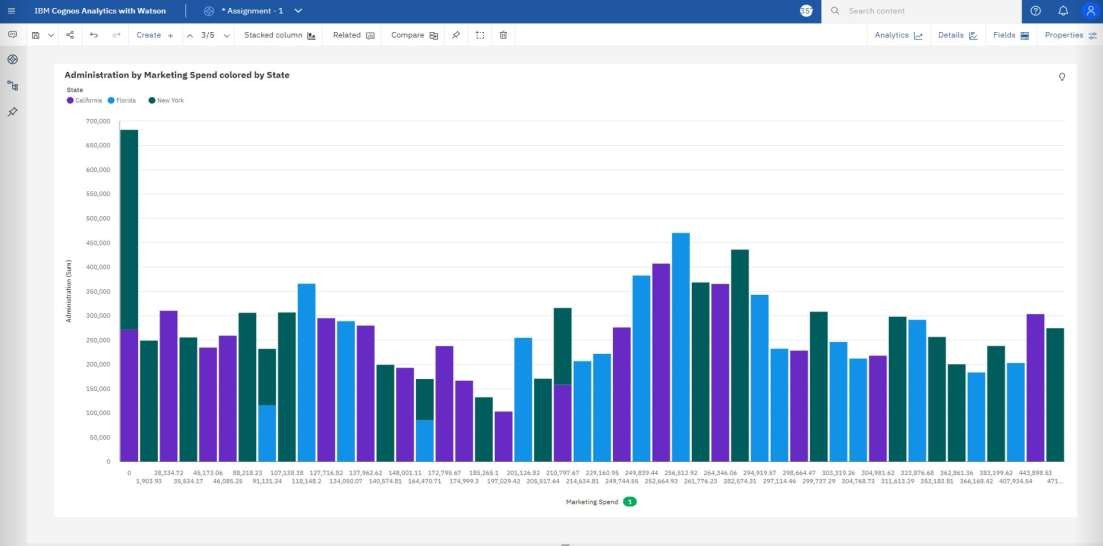 IBM Cognos Analytics with Watson
* Assignment - 1
Search content
Create +
3/5
Stacked column
Related
Compare
Analytics
Details
Fields
Properties
Administration by Marketing Spend colored by State
State
California Florida New York
700,000
650,000
600,000
550,000
500,000
450,000
400,000
350,000
300,000
250,000
200,000
150,000
100,000
50,000
0
Administration (Sum)
0 28,334.72 45,173.06 88,218.23 107,138.38 127,716.82 137,962.62 148,001.11 172,795.67 185,265.1 201,126.82 210,797.67 229,160.95 249,839.44 256,512.92 264,346.06 294,919.57 298,664.47 303,319.26 304,981.62 323,876.68 362,861.36 383,199.62 443,898.53
1,903.93 35,534.17 46,085.25 91,131.24 118,148.2 134,050.07 140,574.81 164,470.71 174,999.3 197,029.42 205,517.64 214,634.81 249,744.55 252,664.93 261,776.23 282,574.31 297,114.46 299,737.29 304,768.73 311,613.29 353,183.81 366,168.42 407,934.54 471...
Marketing Spend 1